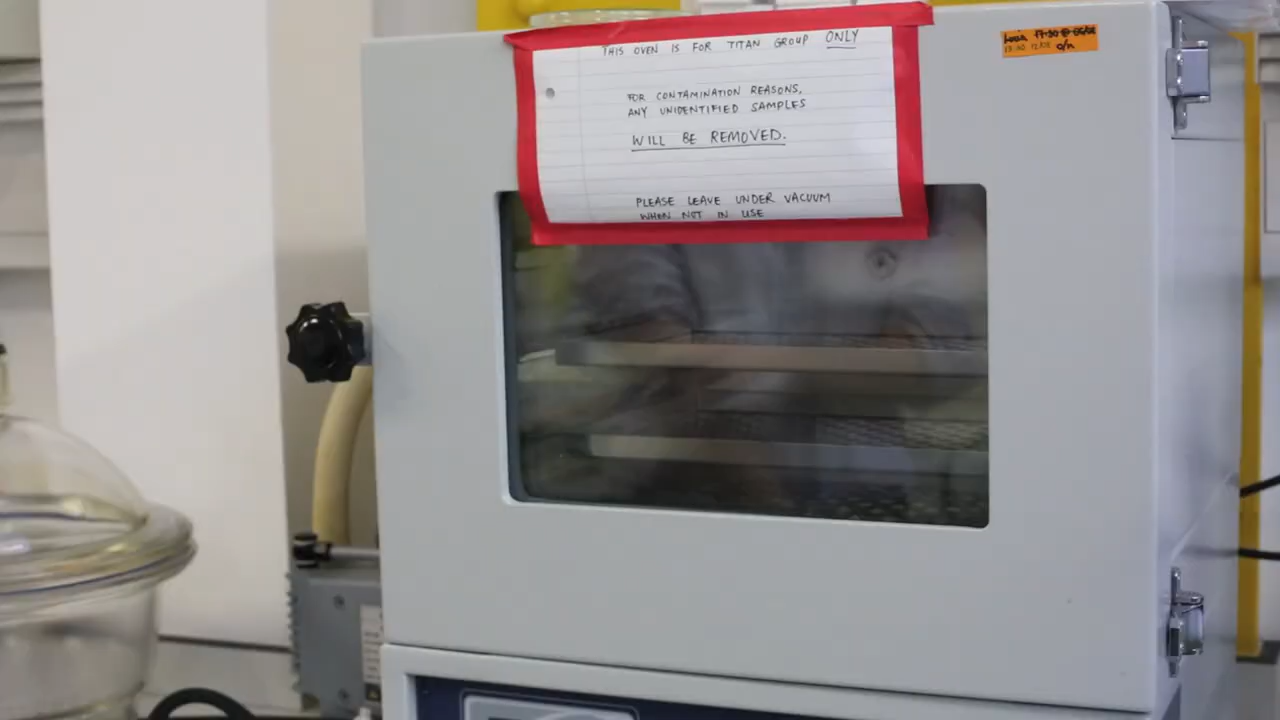 THIS OVEN IS FOR TITAN GROUP ONLY
FOR CONTAMINATION REASONS,
ANY UNIDENTIFIED SAMPLES
WILL BE REMOVED.
PLEASE LEAVE UNDER VACUUM
WHEN NOT IN USE
O/N